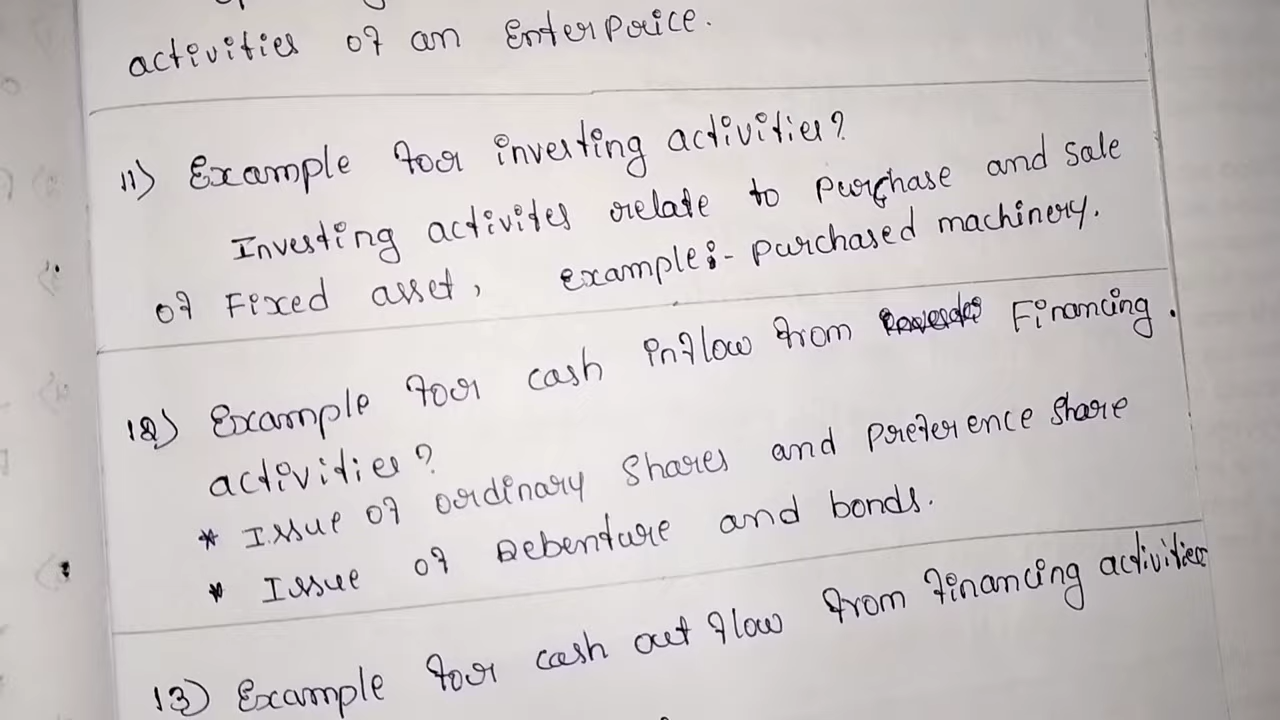 activities of an Enterprice.
11) Example for investing activities?
Investing activites relate to purchase and sale
of Fixed asset, example:- purchased machinery.
12) Example for cash inflow from Financing.
activities?
* Issue of ordinary shares and preference share
* Issue of Debenture and bonds.
13) Example for cash out flow from financing activities